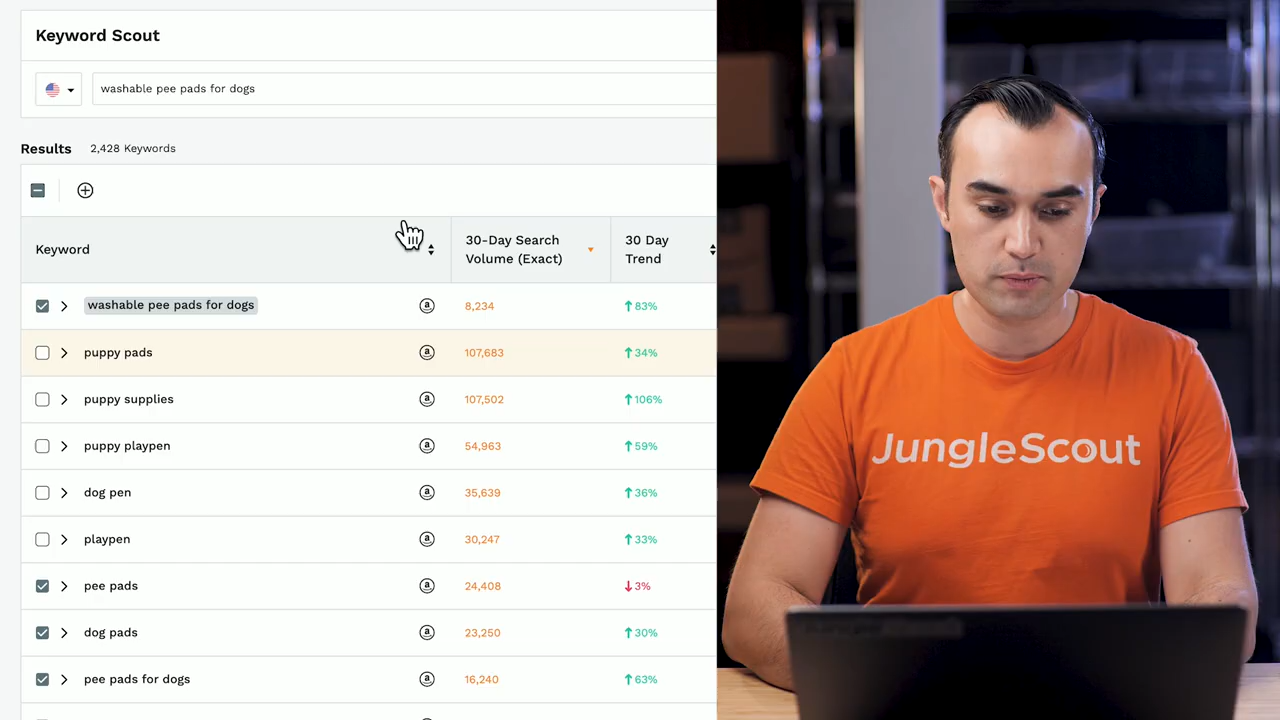 Keyword Scout
washable pee pads for dogs
Results 2,428 Keywords
Keyword 30-Day Search Volume (Exact) 30 Day Trend
washable pee pads for dogs a 8,234 83%
puppy pads a 107,683 34%
puppy supplies a 107,502 106%
puppy playpen a 54,963 59%
dog pen a 35,639 36%
playpen a 30,247 33%
pee pads a 24,408 3%
dog pads a 23,250 30%
pee pads for dogs a 16,240 63%
JungleScout